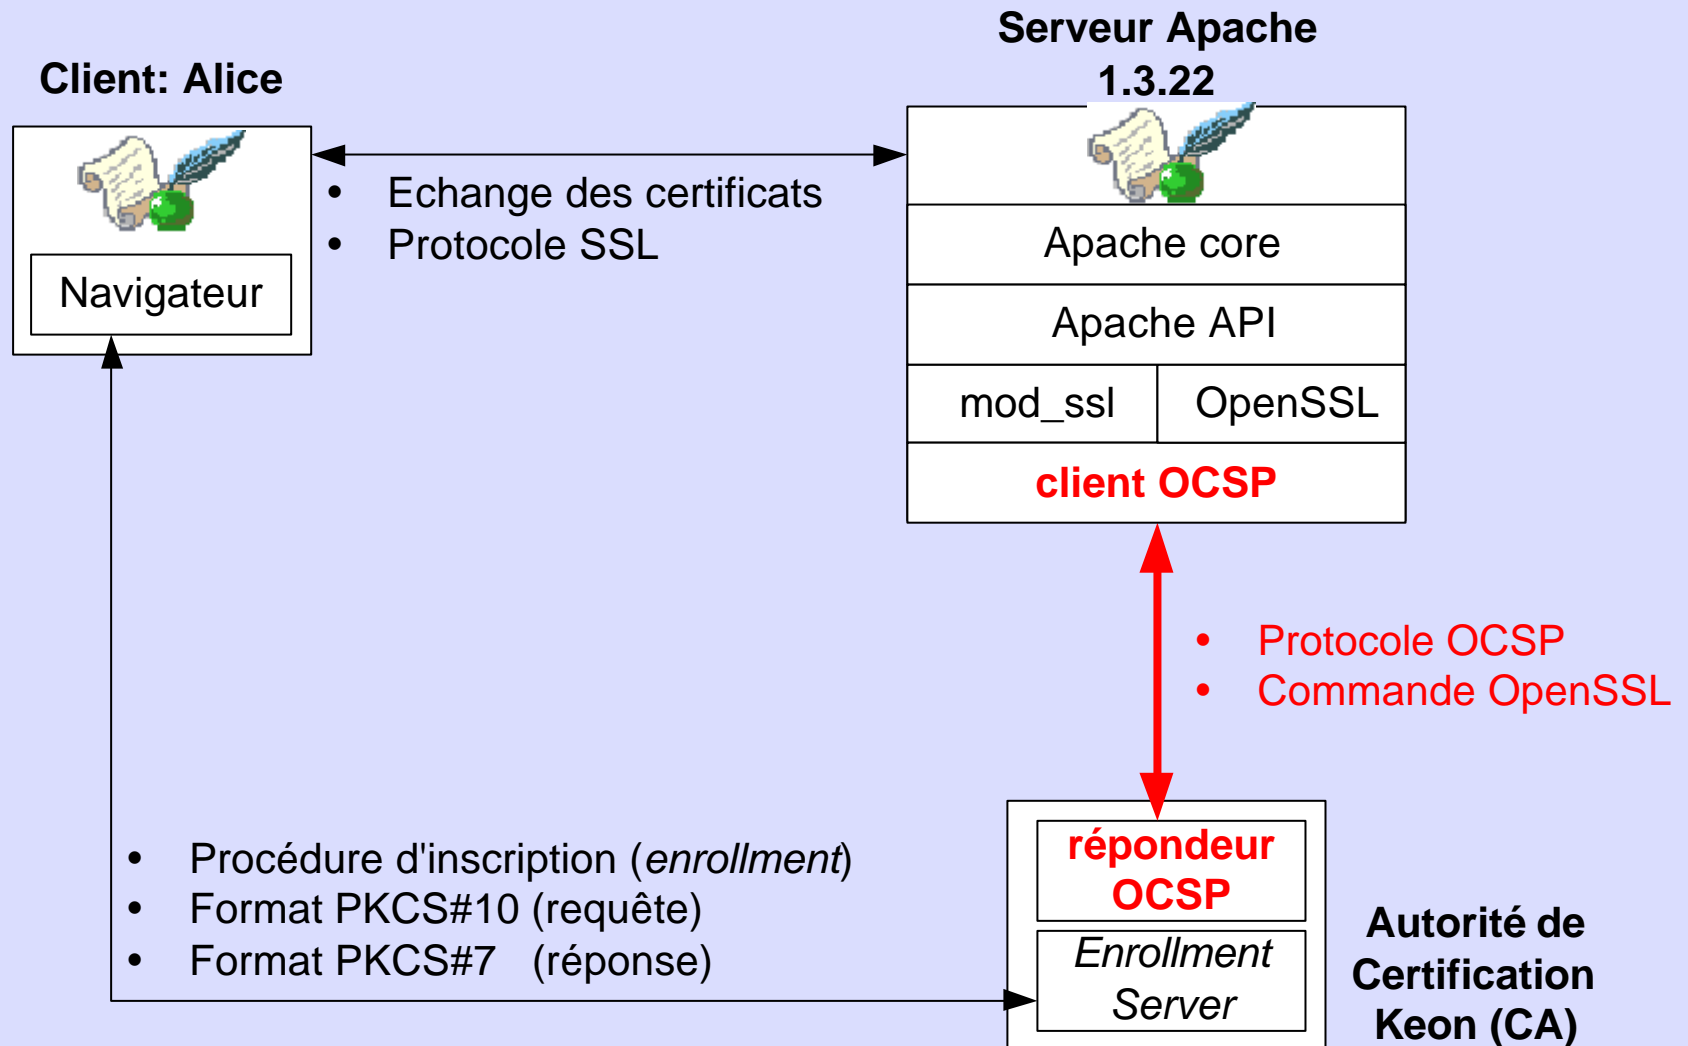 Client: Alice
Serveur Apache
1.3.22
• Echange des certificats
• Protocole SSL
Navigateur
Apache core
Apache API
mod_ssl
OpenSSL
client OCSP
• Protocole OCSP
• Commande OpenSSL
• Procédure d'inscription (enrollment)
• Format PKCS#10 (requête)
• Format PKCS#7 (réponse)
répondeur
OCSP
Enrollment
Server
Autorité de
Certification
Keon (CA)